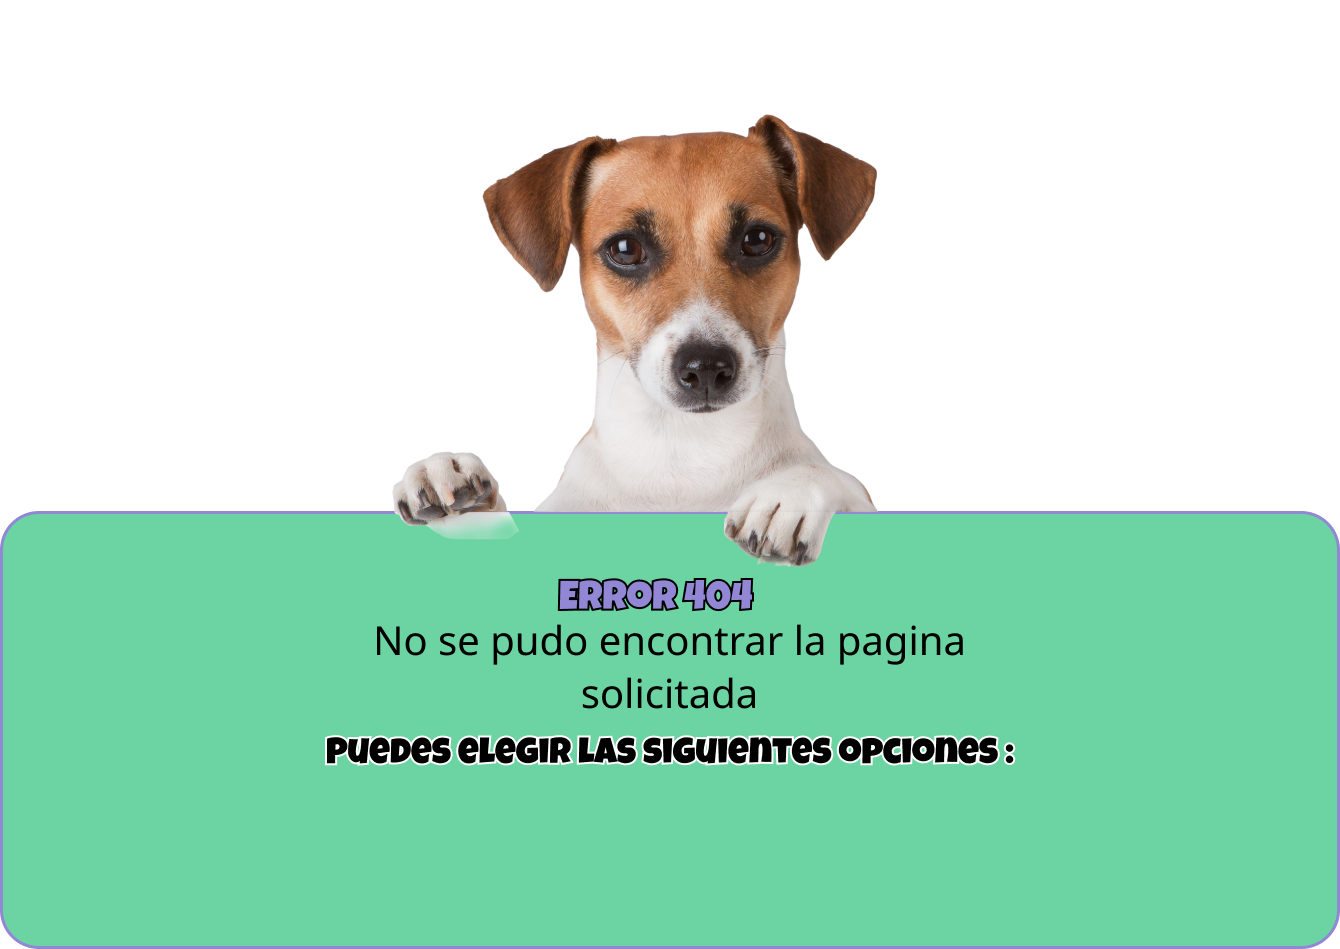 ERROR 404
No se pudo encontrar la pagina
solicitada
Puedes elegir las siguientes opciones :